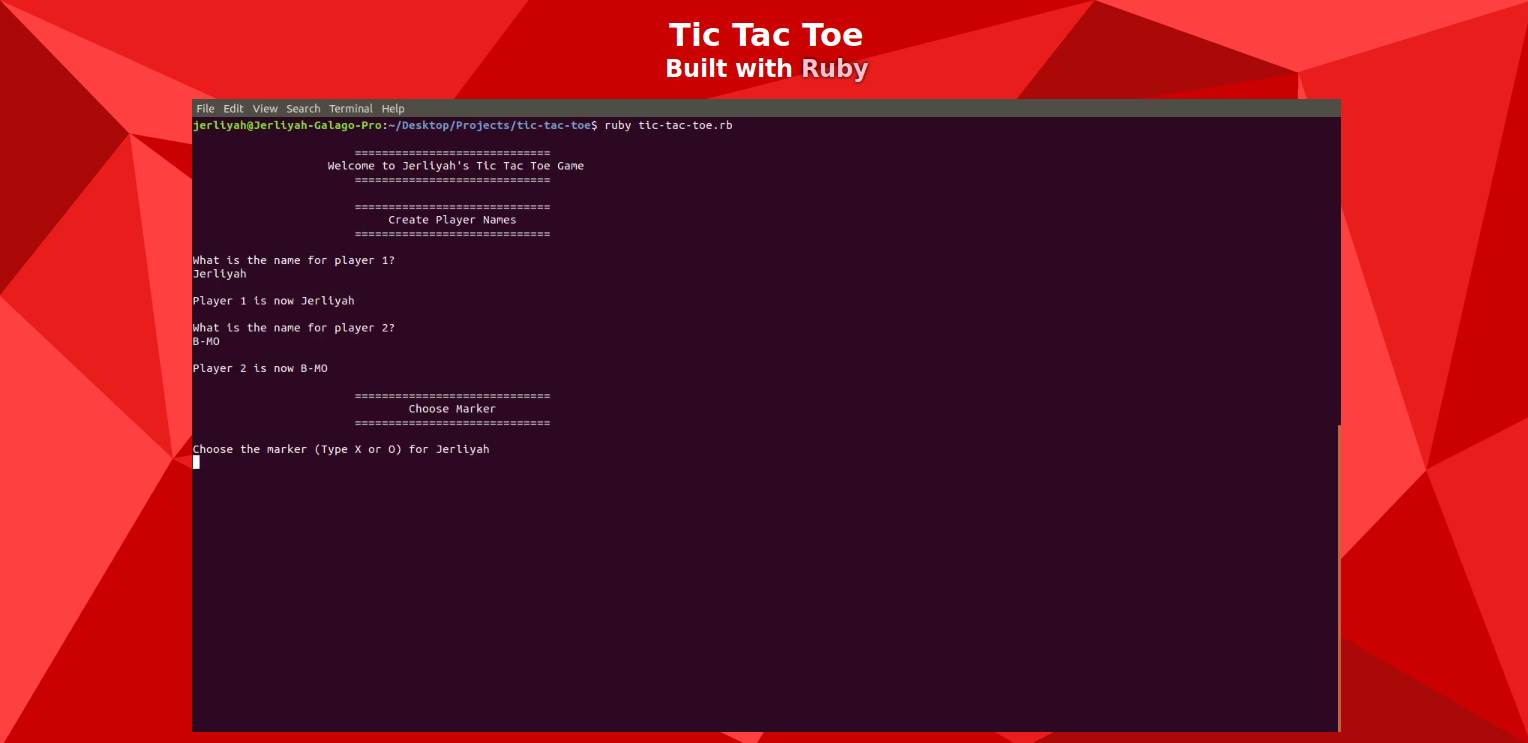 Tic Tac Toe
Built with Ruby
File Edit View Search Terminal Help
jerliyah@Jerliyah-Galago-Pro:~/Desktop/Projects/tic-tac-toe$ ruby tic-tac-toe.rb
=============================
Welcome to Jerliyah's Tic Tac Toe Game
=============================
=============================
Create Player Names
=============================
What is the name for player 1?
Jerliyah
Player 1 is now Jerliyah
What is the name for player 2?
B-MO
Player 2 is now B-MO
=============================
Choose Marker
=============================
Choose the marker (Type X or O) for Jerliyah